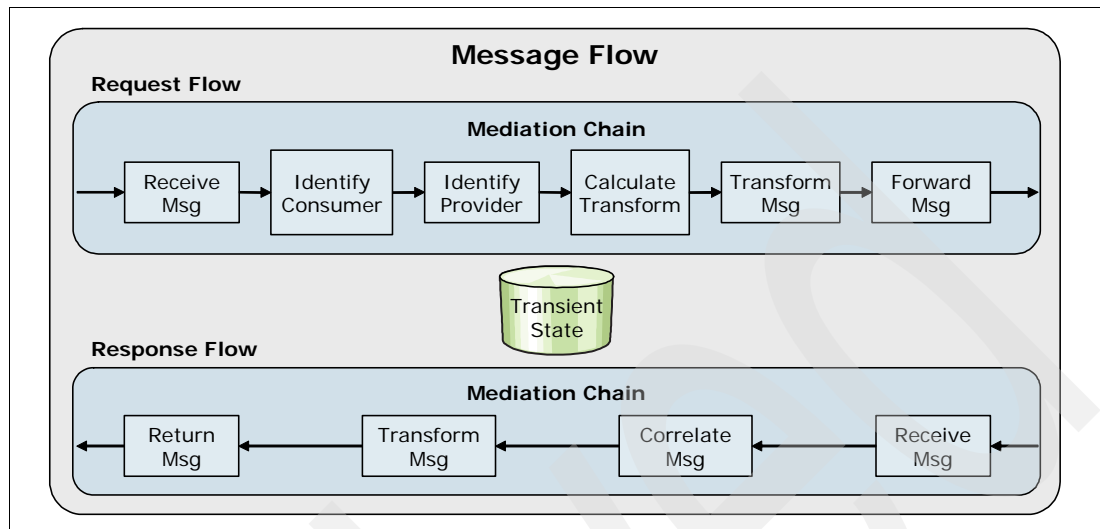 Message Flow
Request Flow
Mediation Chain
Receive
Msg
Identify
Consumer
Identify
Provider
Calculate
Transform
Transform
Msg
Forward
Msg
Transient
State
Response Flow
Mediation Chain
Return
Msg
Transform
Msg
Correlate
Msg
Receive
Msg